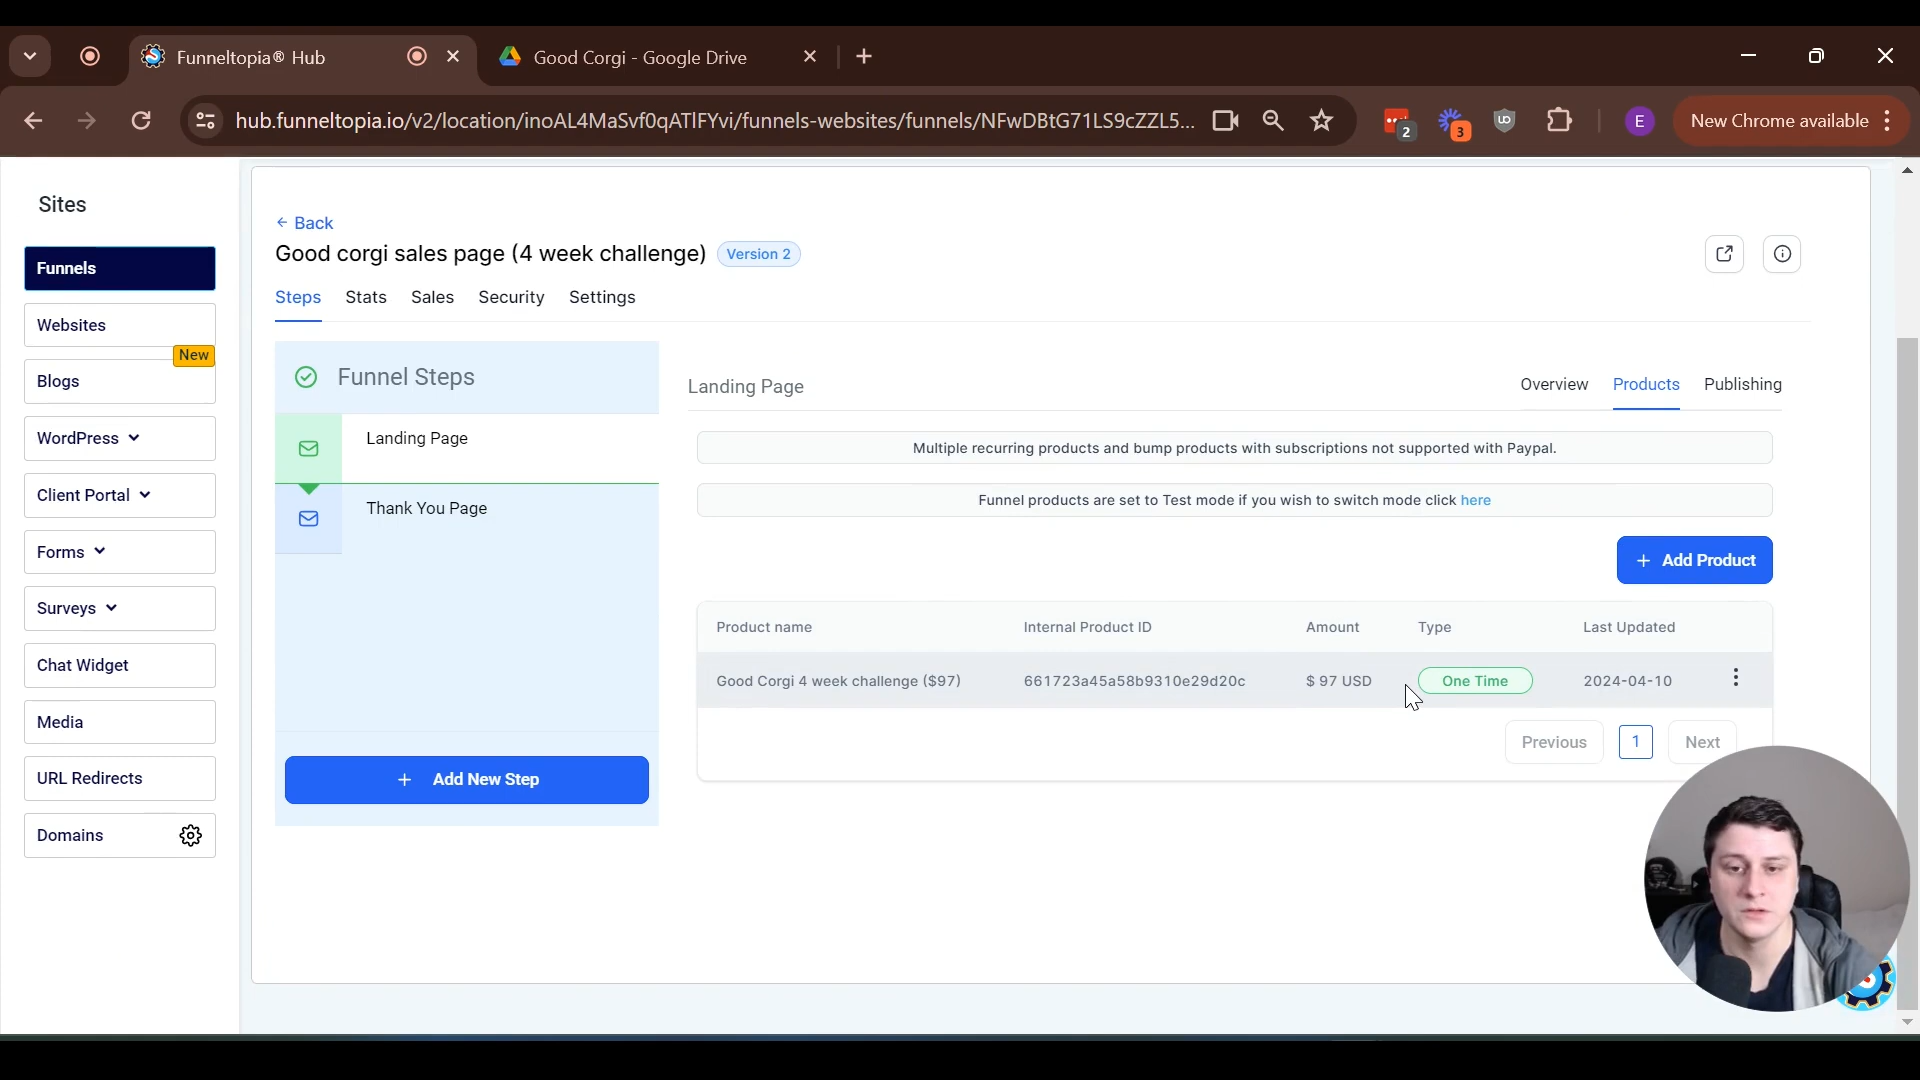 Funneltopia® Hub
Good Corgi - Google Drive
hub.funneltopia.io/v2/location/inoAL4MaSvf0qATlFYvi/funnels-websites/funnels/NFwDBtG71LS9cZZL5...
2
3
UD
E
New Chrome available
Sites
Funnels
Websites
New
Blogs
WordPress
Client Portal
Forms
Surveys
Chat Widget
Media
URL Redirects
Domains
← Back
Good corgi sales page (4 week challenge) Version 2
Steps Stats Sales Security Settings
Funnel Steps
Landing Page
Thank You Page
+ Add New Step
Landing Page
Overview Products Publishing
Multiple recurring products and bump products with subscriptions not supported with Paypal.
Funnel products are set to Test mode if you wish to switch mode click here
+ Add Product
Product name Internal Product ID Amount Type Last Updated
Good Corgi 4 week challenge ($97) 661723a45a58b9310e29d20c $ 97 USD One Time 2024-04-10
Previous 1 Next